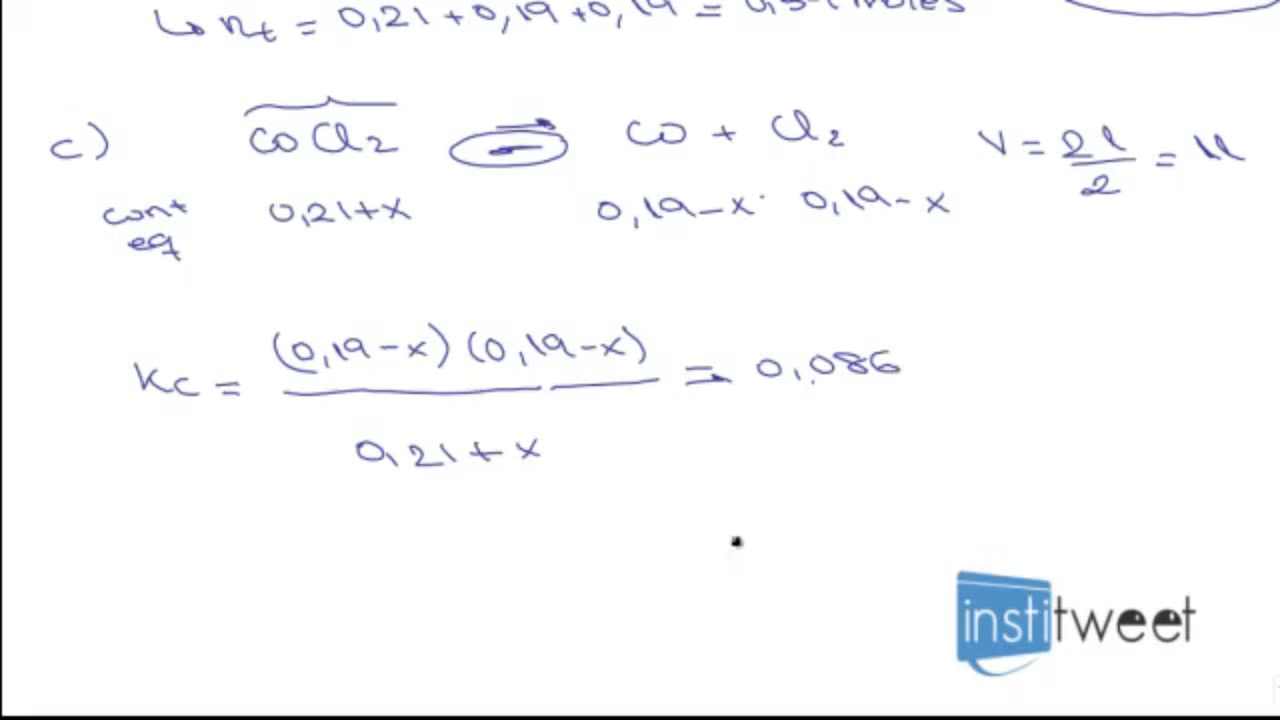 ↳ nt = 0,21 + 0,19 + 0,19 = moles
c) COCl2 ⇌ CO + Cl2 V = 2l/2 = 1l
eq 0,21+x 0,19-x 0,19-x
Kc = (0,19-x)(0,19-x) / 0,21+x = 0,086
institweet